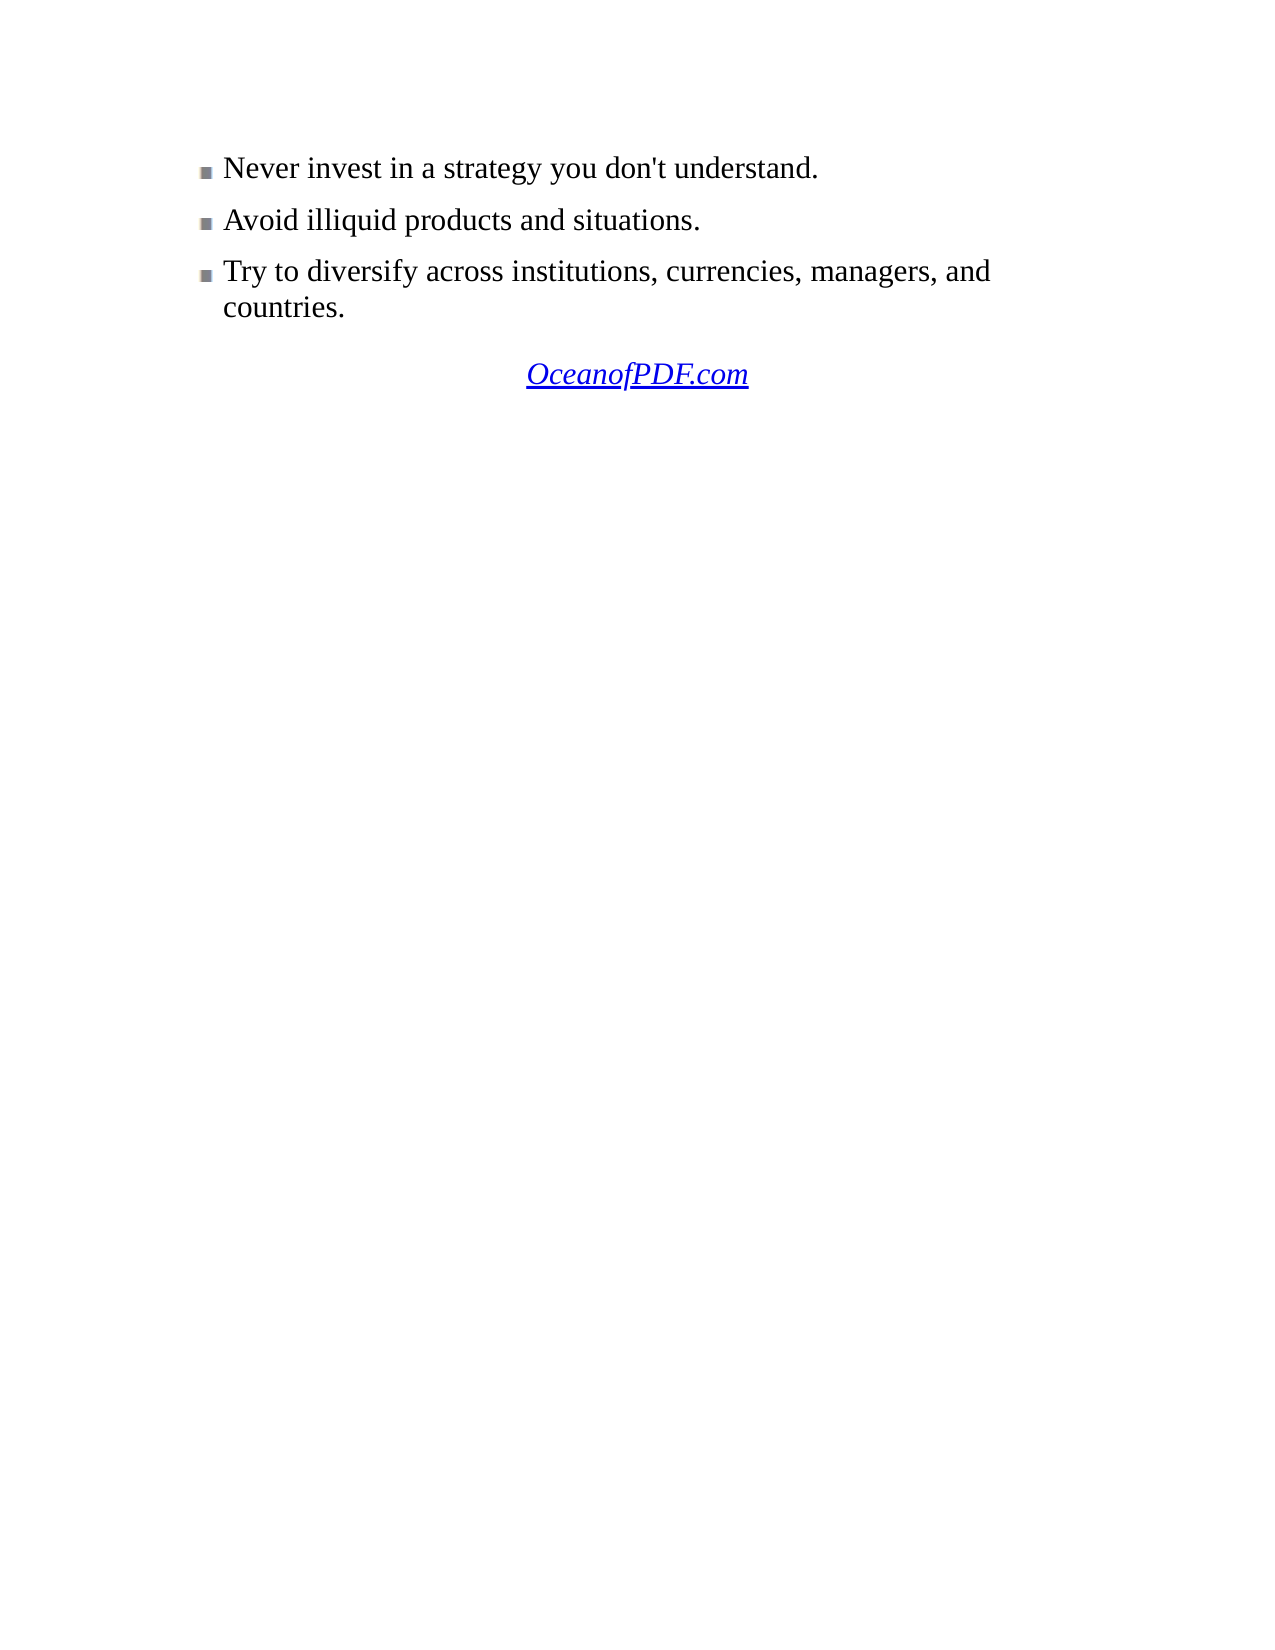 ▪ Never invest in a strategy you don't understand.
▪ Avoid illiquid products and situations.
▪ Try to diversify across institutions, currencies, managers, and
countries.
OceanofPDF.com